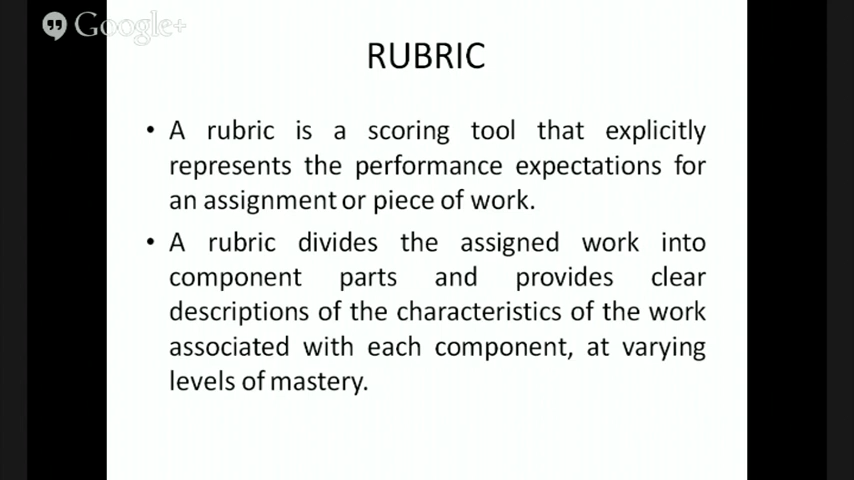 Google+
RUBRIC
• A rubric is a scoring tool that explicitly
represents the performance expectations for
an assignment or piece of work.
• A rubric divides the assigned work into
component parts and provides clear
descriptions of the characteristics of the work
associated with each component, at varying
levels of mastery.